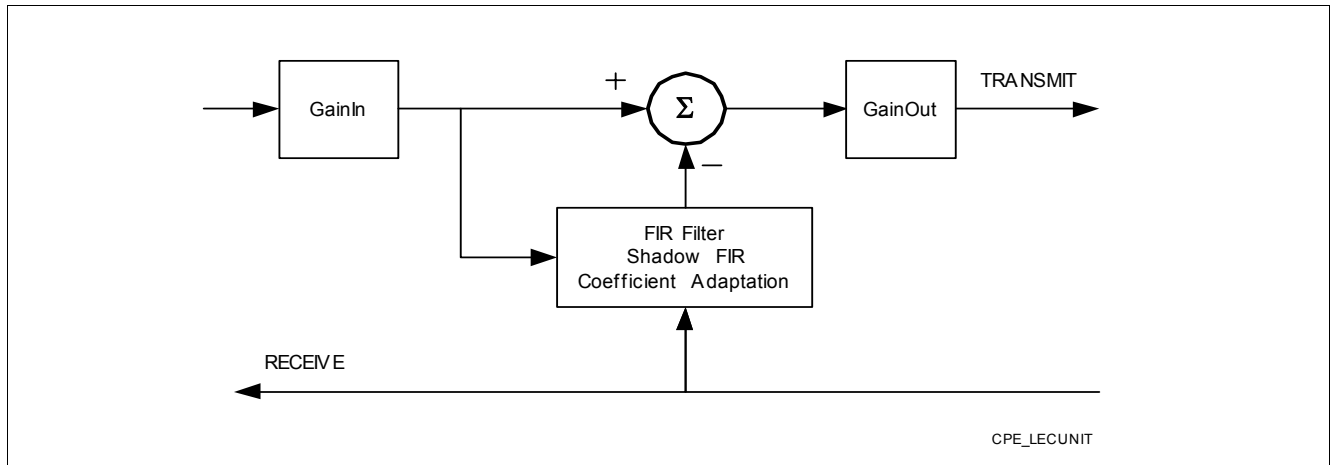 GainIn
+
Σ
GainOut
TRANSMIT
−
FIR Filter
Shadow FIR
Coefficient Adaptation
RECEIVE
CPE_LECUNIT